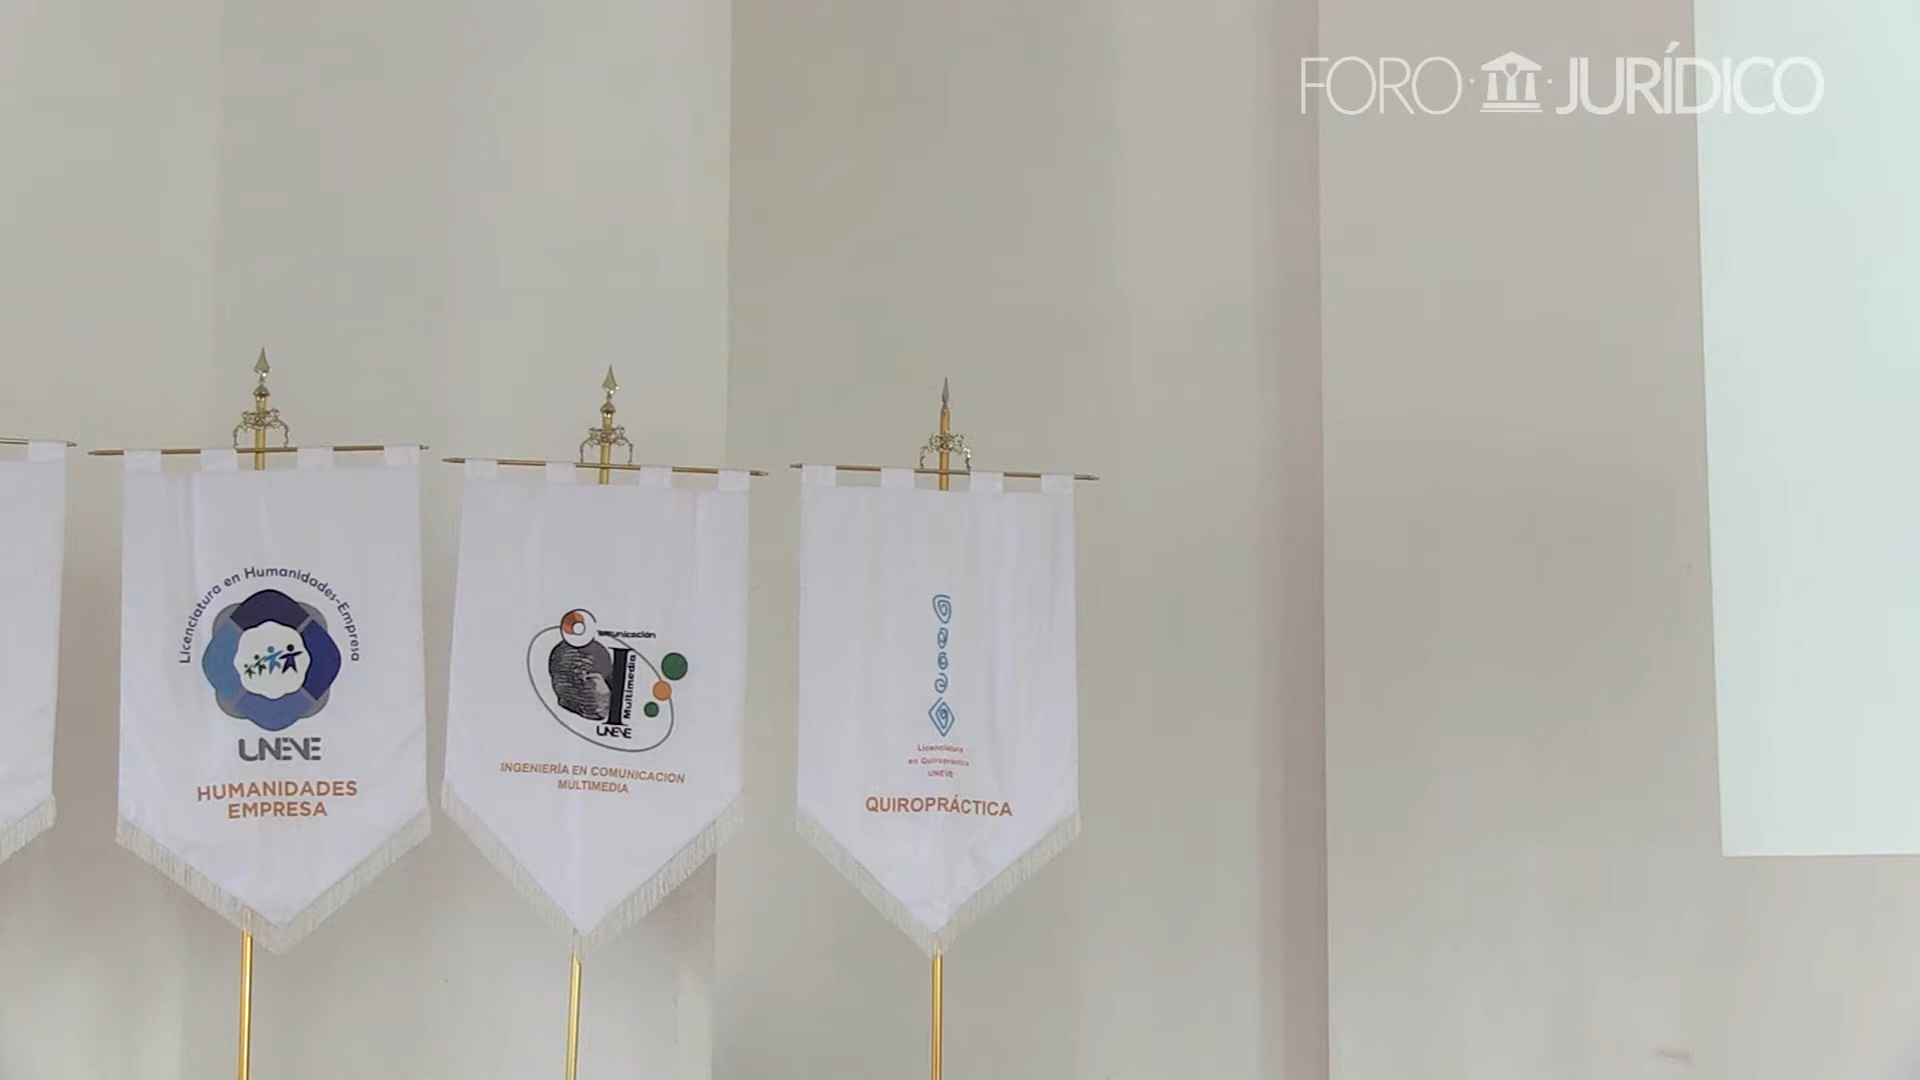 FORO JURÍDICO
Licenciatura en Humanidades-Empresa
UNEVE
HUMANIDADES
EMPRESA
omunicación
Multimedia
UNEVE
INGENIERÍA EN COMUNICACION
MULTIMEDIA
Licenciatura
en Quiropráctica
UNEVE
QUIROPRÁCTICA